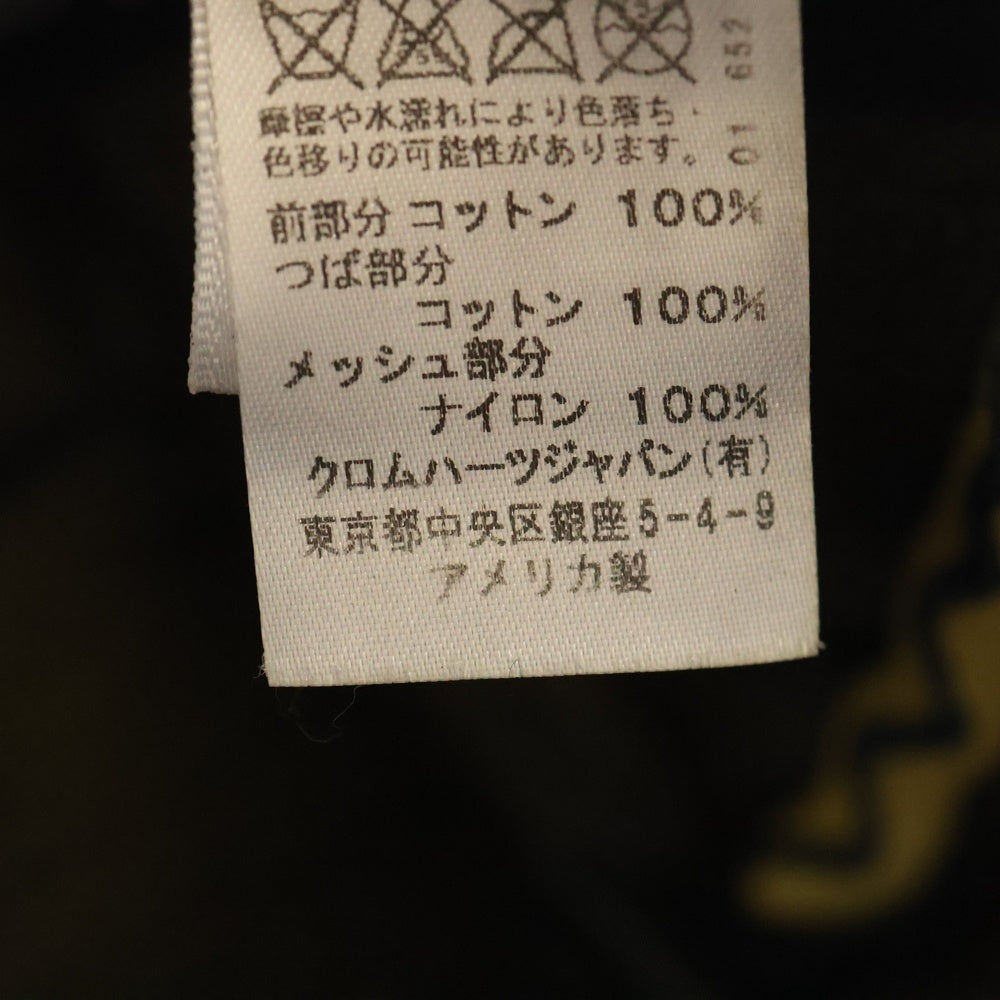 摩擦や水濡れにより色落ち・
色移りの可能性があります。
前部分 コットン 100%
つば部分
コットン 100%
メッシュ部分
ナイロン 100%
クロムハーツジャパン(有)
東京都中央区銀座5-4-9
アメリカ製
01 652